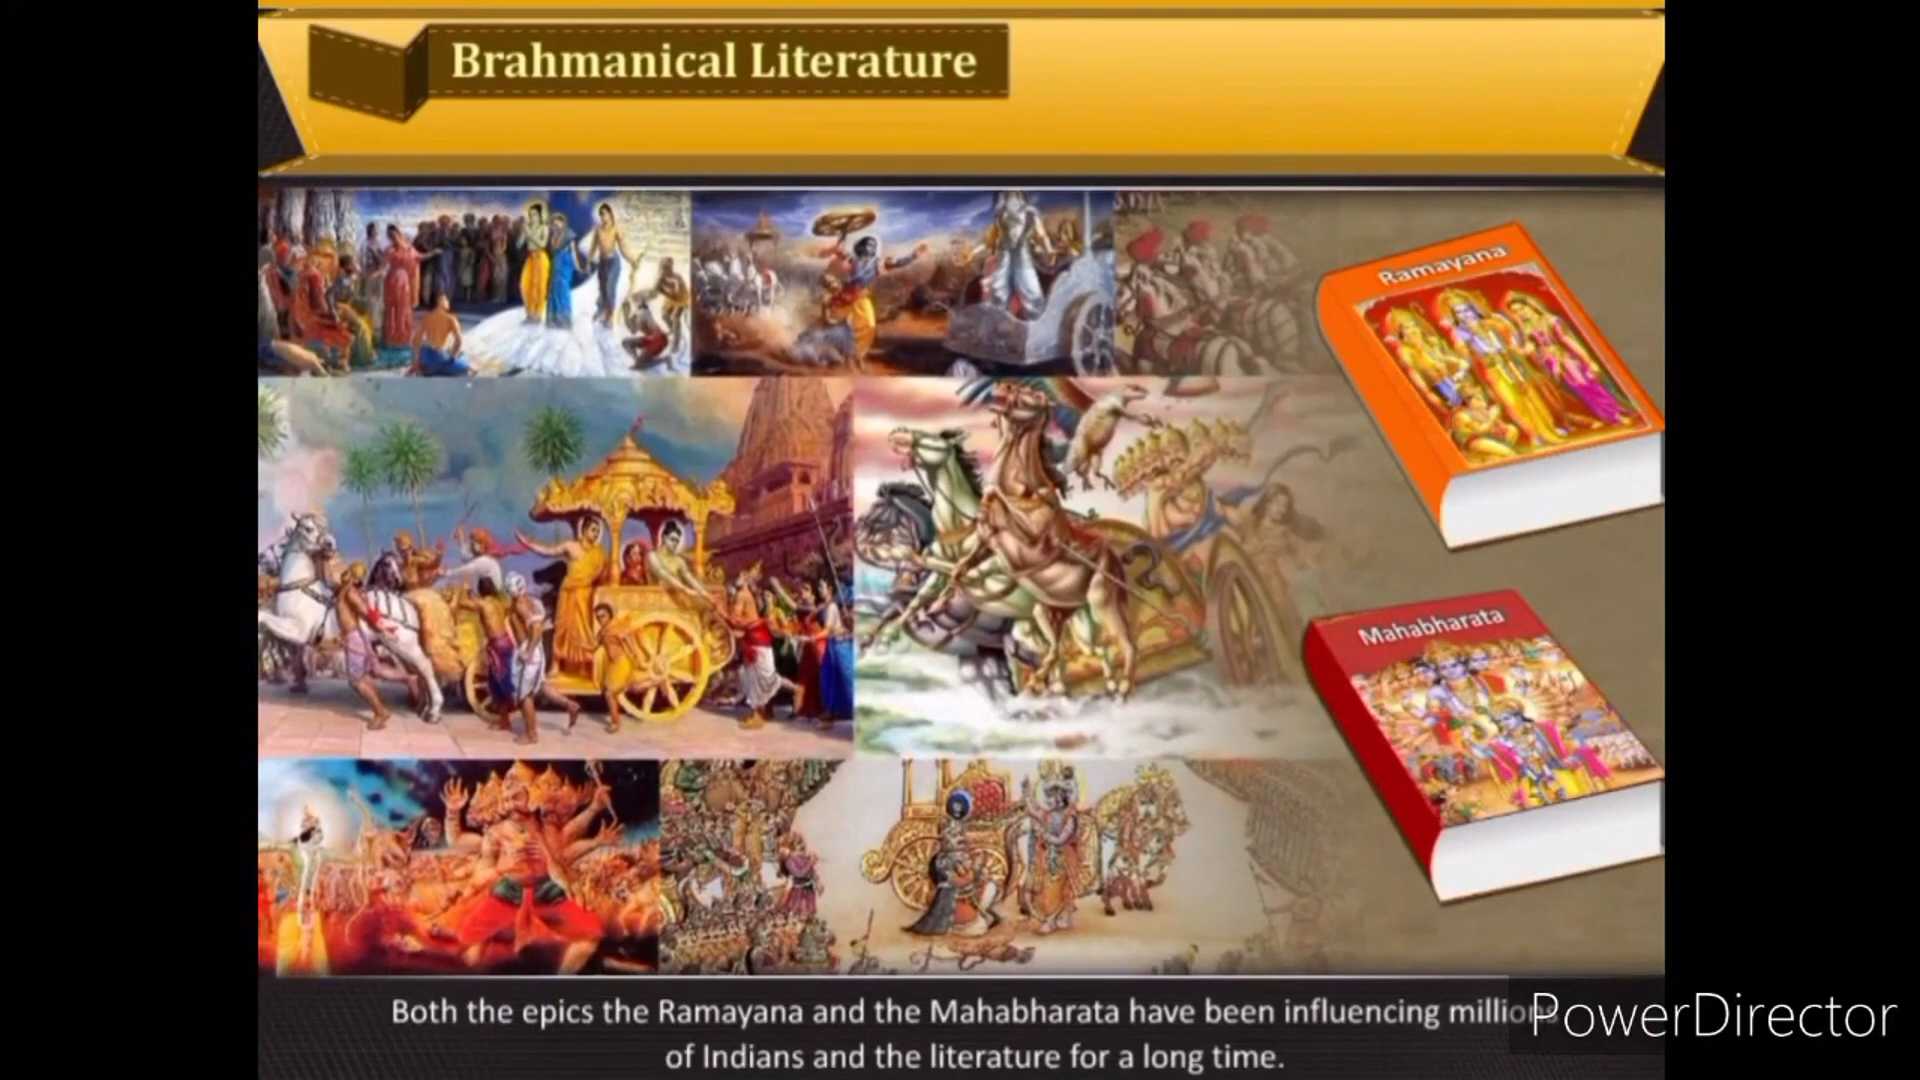 Brahmanical Literature
Ramayana
Mahabharata
Both the epics the Ramayana and the Mahabharata have been influencing millions
of Indians and the literature for a long time.
PowerDirector